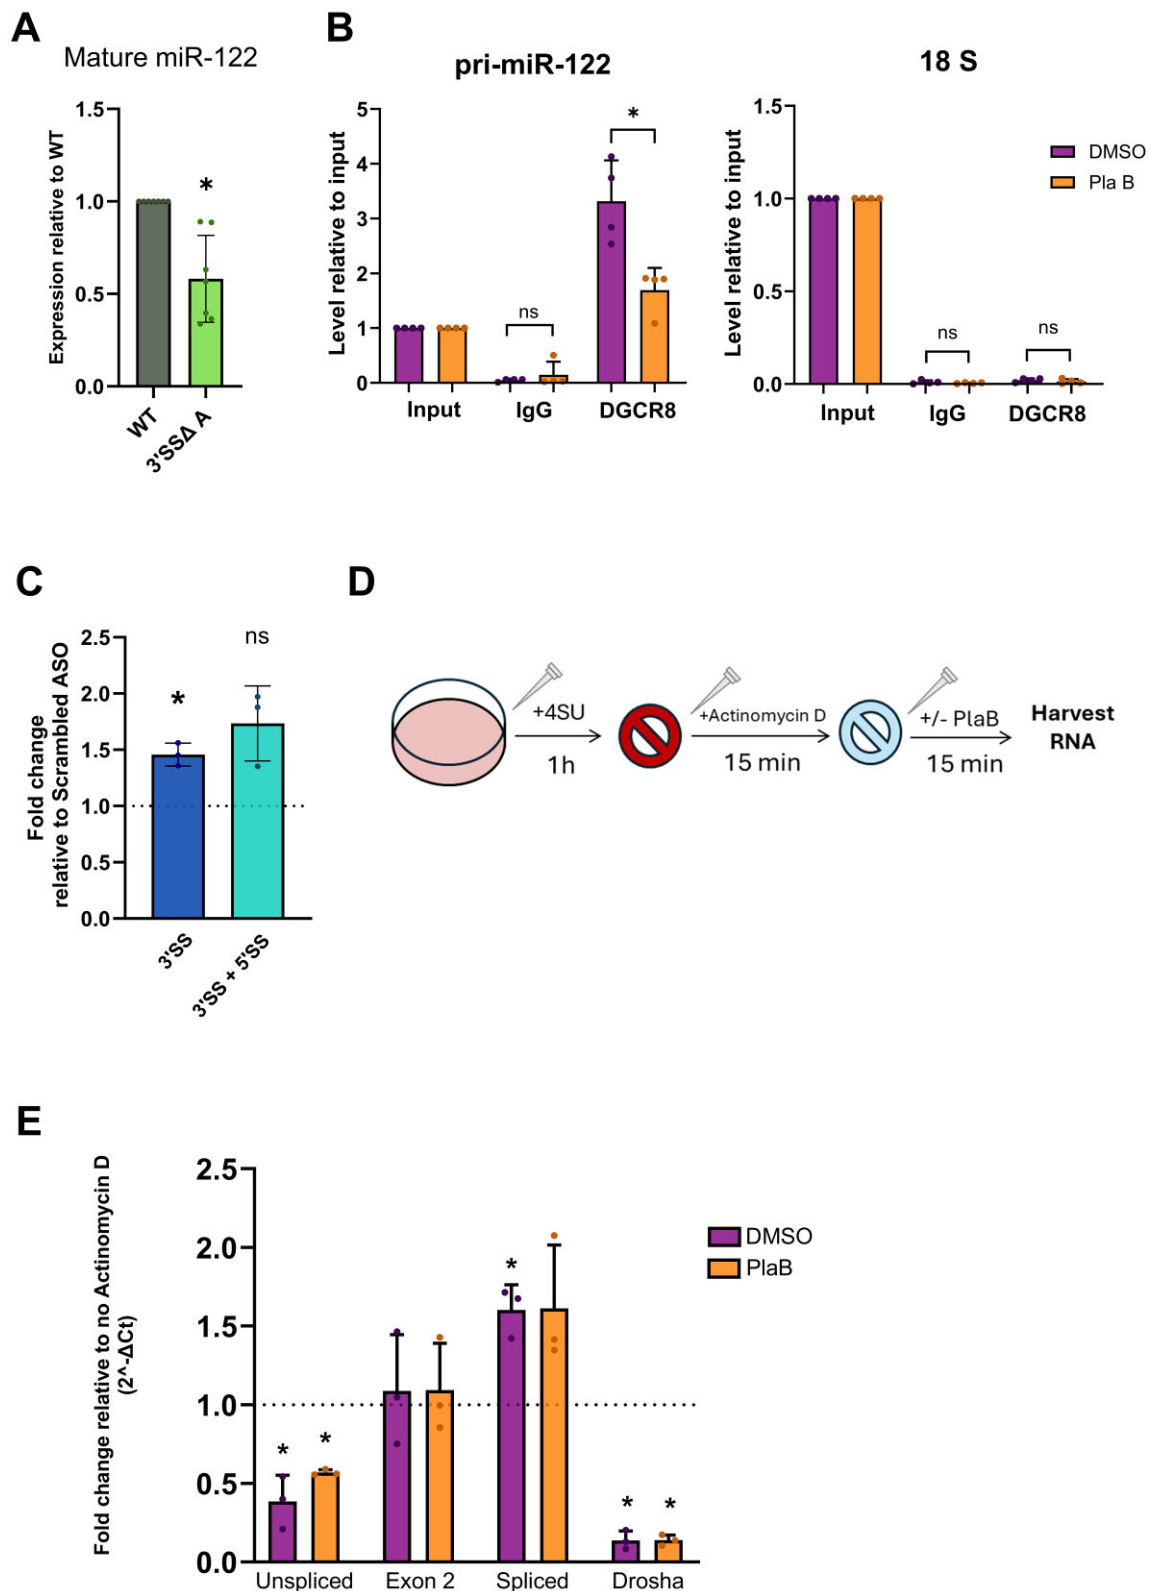 A
Mature miR-122
Expression relative to WT
1.5
1.0
0.5
0.0
*
WT
3'SSΔ A
B
pri-miR-122
Level relative to input
5
4
3
2
1
0
ns
*
Input
IgG
DGCR8
18 S
Level relative to input
1.5
1.0
0.5
0.0
ns
ns
Input
IgG
DGCR8
DMSO
Pla B
C
Fold change
relative to Scrambled ASO
2.5
2.0
1.5
1.0
0.5
0.0
*
ns
3'SS
3'SS + 5'SS
D
+4SU
1h
+Actinomycin D
15 min
+/- PlaB
15 min
Harvest
RNA
E
Fold change relative to no Actinomycin D
(2^-ΔCt)
2.5
2.0
1.5
1.0
0.5
0.0
*
*
*
*
*
Unspliced
Exon 2
Spliced
Drosha
DMSO
PlaB